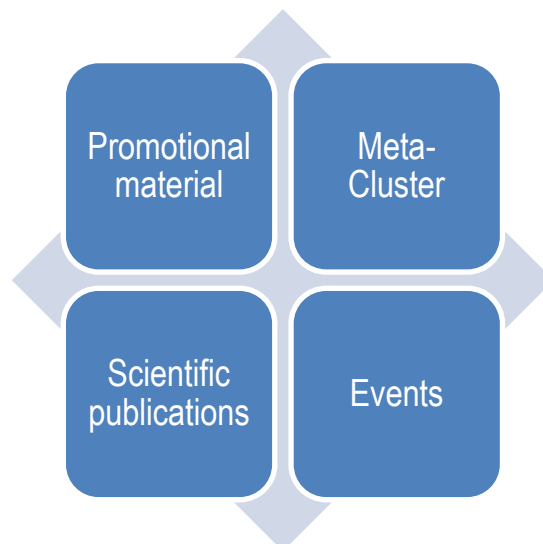 Promotional
material
Meta-
Cluster
Scientific
publications
Events